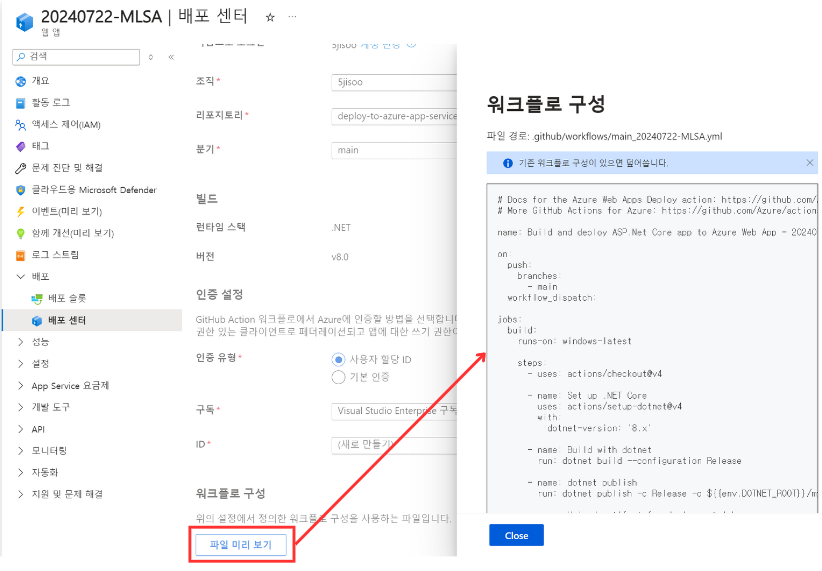 20240722-MLSA | 배포 센터
웹 앱
검색
개요
활동 로그
액세스 제어(IAM)
태그
문제 진단 및 해결
클라우드용 Microsoft Defender
이벤트(미리 보기)
함께 개선(미리 보기)
로그 스트림
배포
배포 슬롯
배포 센터
성능
설정
App Service 요금제
개발 도구
API
모니터링
자동화
지원 및 문제 해결
5jisoo
조직*
5jisoo
리포지토리*
deploy-to-azure-app-service
분기*
main
빌드
런타임 스택
.NET
버전
v8.0
인증 설정
GitHub Action 워크플로에서 Azure에 인증할 방법을 선택합니다
권한 있는 클라이언트로 페더레이션되고 앱에 대한 쓰기 권한이
인증 유형*
사용자 할당 ID
기본 인증
구독*
Visual Studio Enterprise 구독
ID*
(새로 만들기)
워크플로 구성
위의 설정에서 정의한 워크플로 구성을 사용하는 파일입니다.
파일 미리 보기
워크플로 구성
파일 경로: .github/workflows/main_20240722-MLSA.yml
기존 워크플로 구성이 있으면 덮어씁니다.
# Docs for the Azure Web Apps Deploy action: https://github.com/
# More GitHub Actions for Azure: https://github.com/Azure/action
name: Build and deploy ASP.Net Core app to Azure Web App - 20240
on:
push:
branches:
- main
workflow_dispatch:
jobs:
build:
runs-on: windows-latest
steps:
- uses: actions/checkout@v4
- name: Set up .NET Core
uses: actions/setup-dotnet@v4
with:
dotnet-version: '8.x'
- name: Build with dotnet
run: dotnet build --configuration Release
- name: dotnet publish
run: dotnet publish -c Release -o ${{env.DOTNET_ROOT}}/m
Close